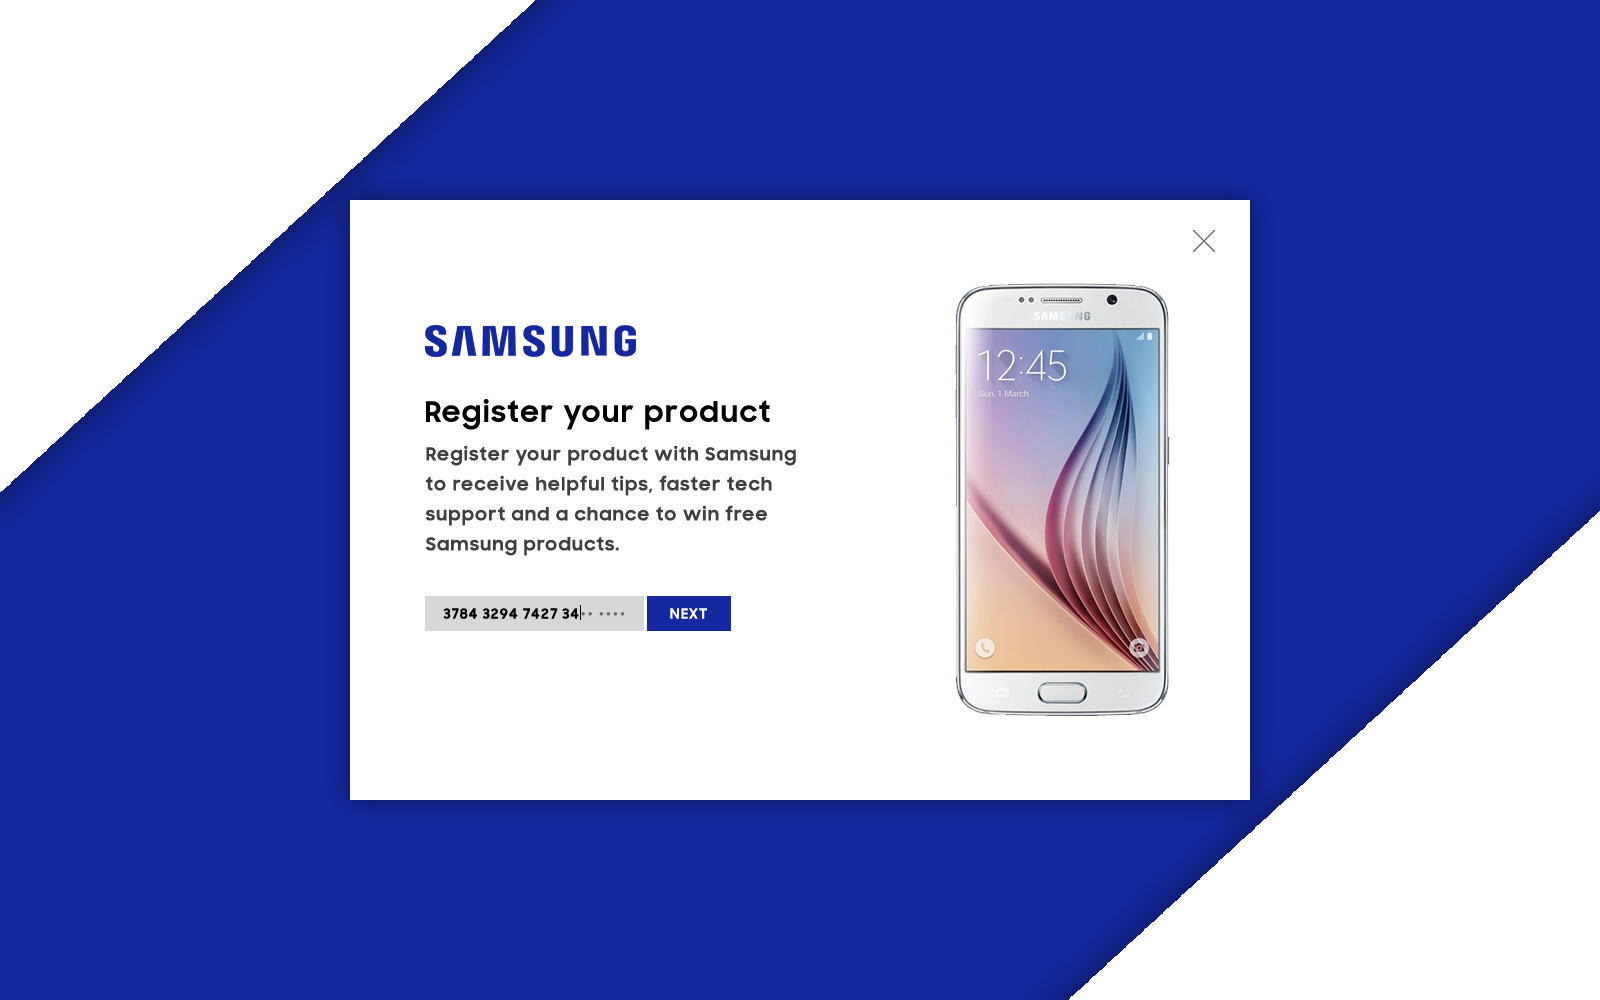 SAMSUNG
Register your product
Register your product with Samsung
to receive helpful tips, faster tech
support and a chance to win free
Samsung products.
3784 3294 7427 34•• ••••
NEXT
SAMSUNG
12:45
Sun, 1 March